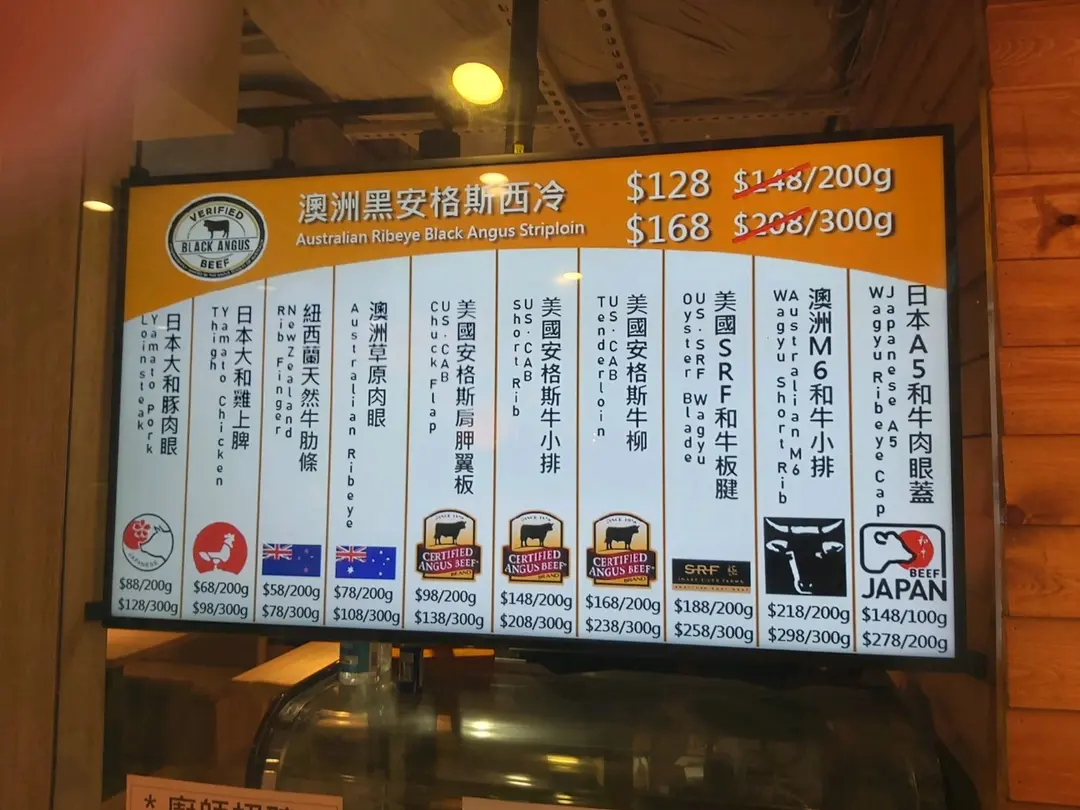 VERIFIED
BLACK ANGUS
BEEF
澳洲黑安格斯西冷
Australian Ribeye Black Angus Striploin
$128 $148/200g
$168 $208/300g
日本大和豚肉眼
Yamato Pork
Loinsteak
$88/200g
$128/300g
日本大和雞上脾
Yamato Chicken
Thigh
$68/200g
$98/300g
紐西蘭天然牛肋條
NewZealand
Rib Finger
$58/200g
$78/300g
澳洲草原肉眼
Australian Ribeye
$78/200g
$108/300g
美國安格斯肩胛翼板
US·CAB
Chuck Flap
CERTIFIED
ANGUS BEEF
BRAND
$98/200g
$138/300g
美國安格斯牛小排
US·CAB
Short Rib
CERTIFIED
ANGUS BEEF
BRAND
$148/200g
$208/300g
美國安格斯牛柳
US·CAB
Tenderloin
CERTIFIED
ANGUS BEEF
BRAND
$168/200g
$238/300g
美國SRF和牛板腱
US·SRF Wagyu
Oyster Blade
SRF
$188/200g
$258/300g
澳洲M6和牛小排
Australian M6
Wagyu Short Rib
$218/200g
$298/300g
日本A5和牛肉眼蓋
Japanese A5
Wagyu Ribeye Cap
和牛
BEEF
JAPAN
$148/100g
$278/200g